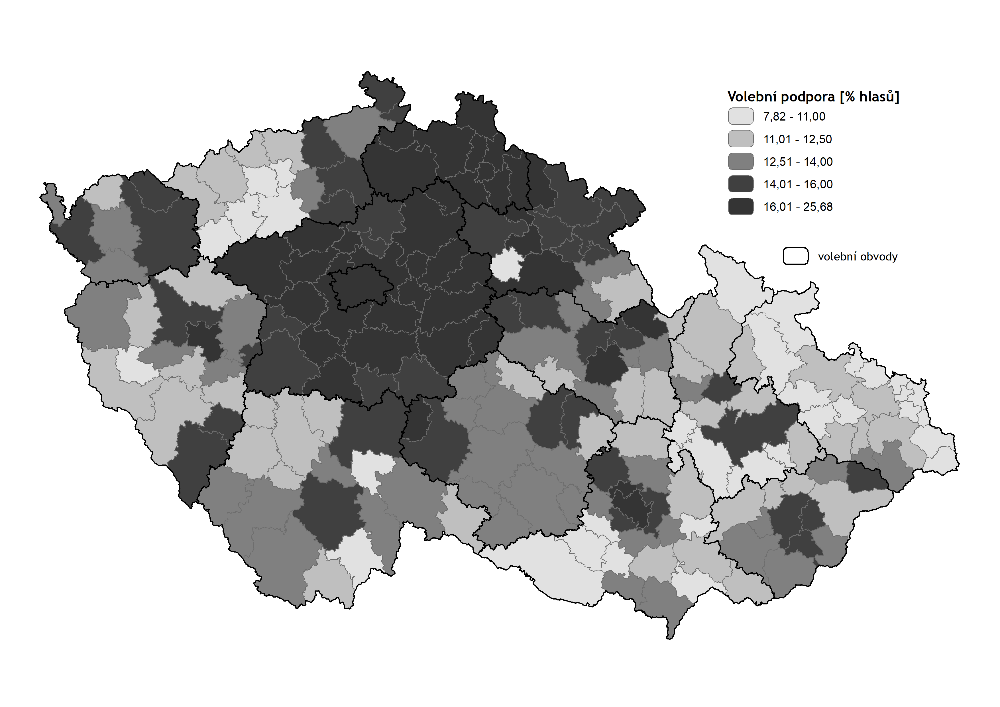 Volební podpora [% hlasů]
7,82 - 11,00
11,01 - 12,50
12,51 - 14,00
14,01 - 16,00
16,01 - 25,68
volební obvody